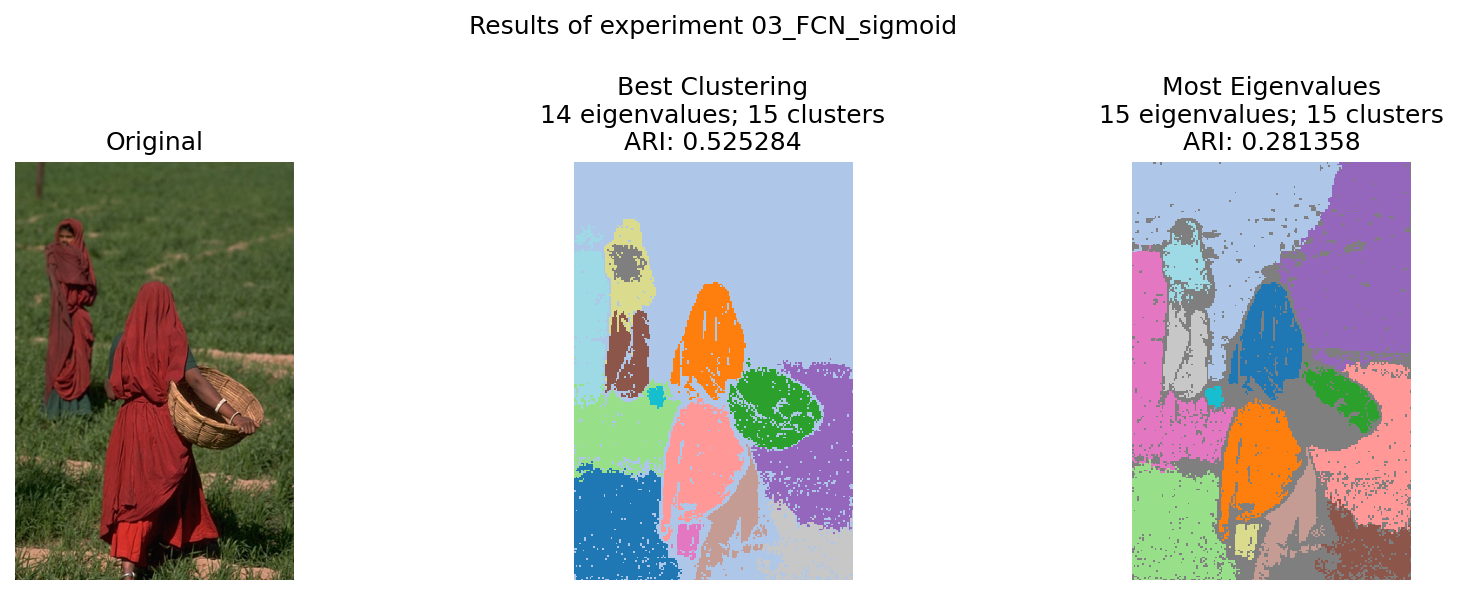 Results of experiment 03_FCN_sigmoid
Original
Best Clustering
14 eigenvalues; 15 clusters
ARI: 0.525284
Most Eigenvalues
15 eigenvalues; 15 clusters
ARI: 0.281358